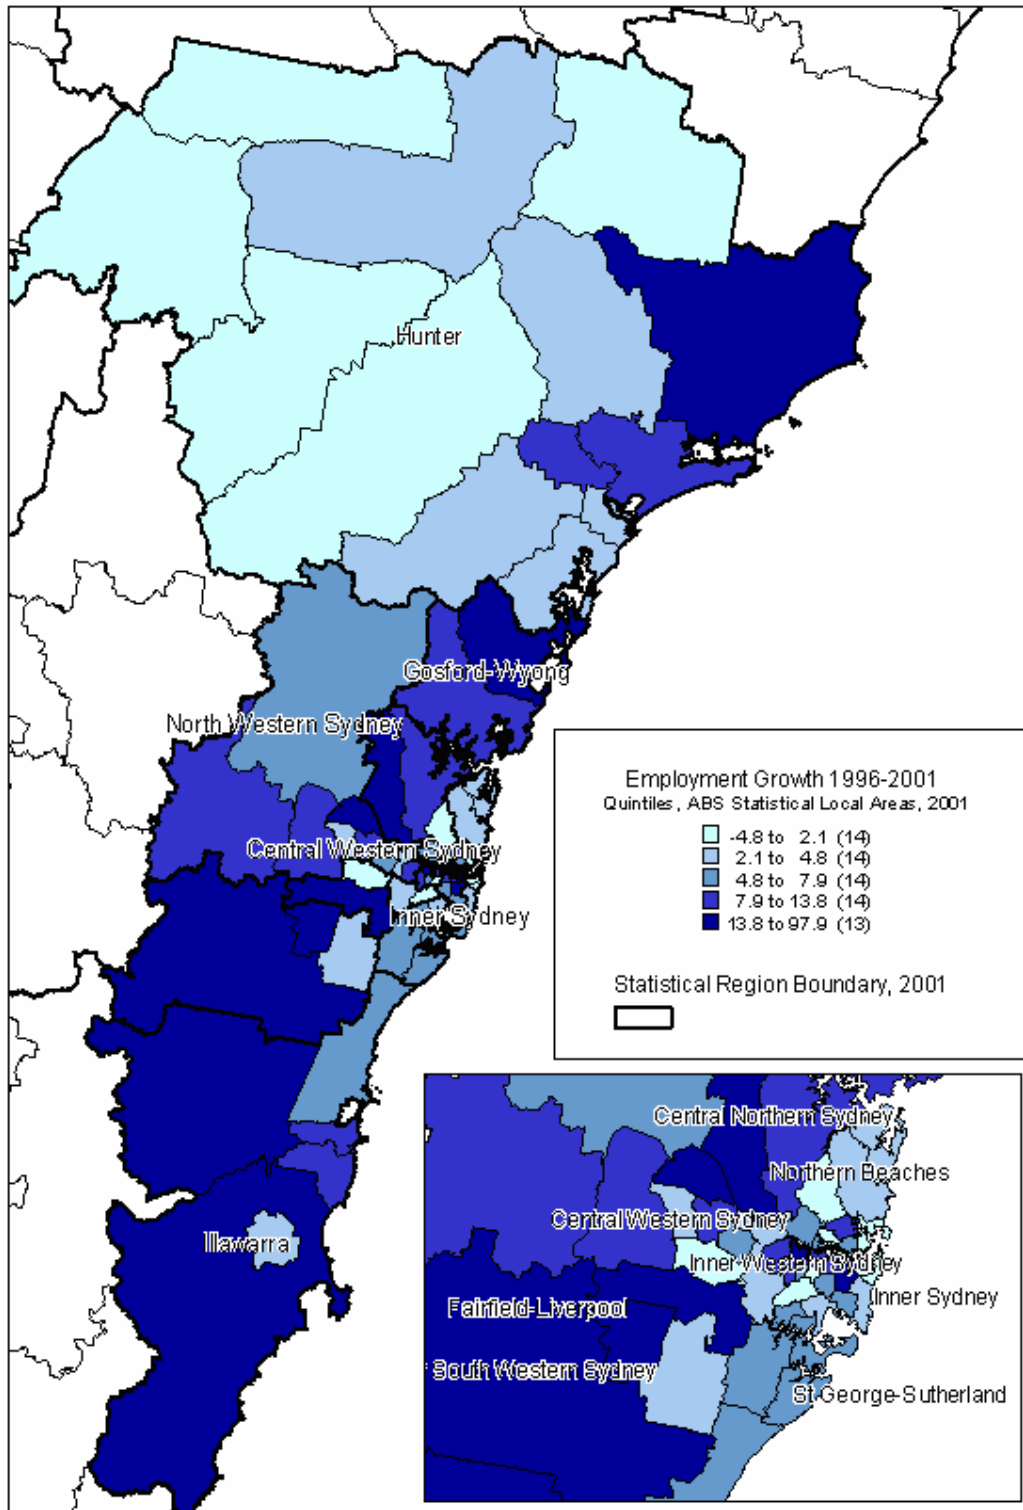 Hunter
Gosford-Wyong
North Western Sydney
Central Western Sydney
Inner Sydney
Illawarra
Employment Growth 1996-2001
Quintiles, ABS Statistical Local Areas, 2001
-4.8 to 2.1 (14)
2.1 to 4.8 (14)
4.8 to 7.9 (14)
7.9 to 13.8 (14)
13.8 to 97.9 (13)
Statistical Region Boundary, 2001
Central Northern Sydney
Northern Beaches
Central Western Sydney
Inner Western Sydney
Inner Sydney
Fairfield-Liverpool
South Western Sydney
St George-Sutherland